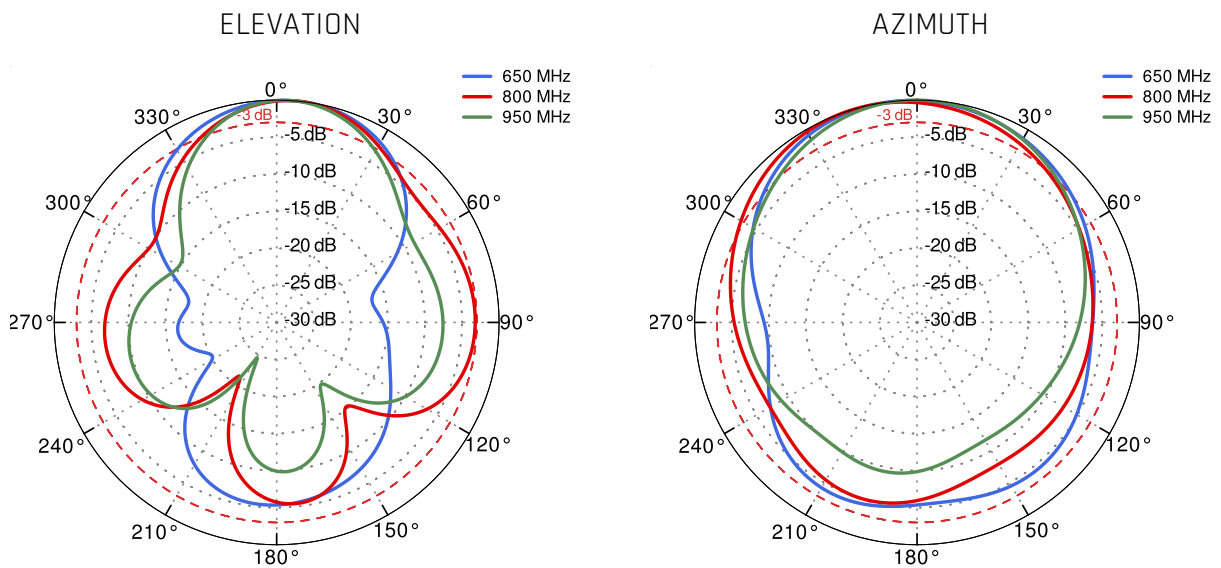 ELEVATION
650 MHz
800 MHz
950 MHz
0°
30°
60°
90°
120°
150°
180°
210°
240°
270°
300°
330°
-3 dB
-5 dB
-10 dB
-15 dB
-20 dB
-25 dB
-30 dB
AZIMUTH
650 MHz
800 MHz
950 MHz
0°
30°
60°
90°
120°
150°
180°
210°
240°
270°
300°
330°
-3 dB
-5 dB
-10 dB
-15 dB
-20 dB
-25 dB
-30 dB